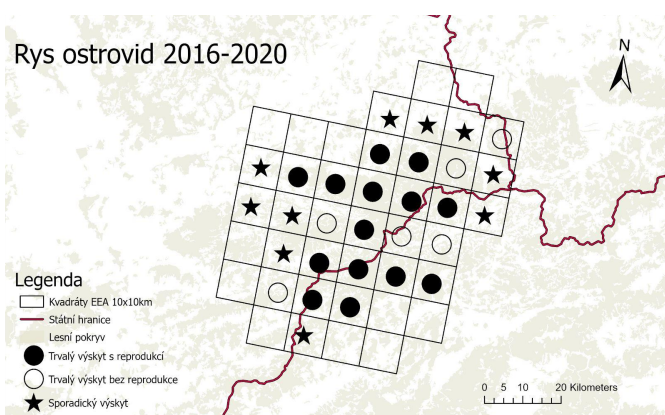 Rys ostrovid 2016-2020
N
Legenda
Kvadráty EEA 10x10km
Státní hranice
Lesní pokryv
Trvalý výskyt s reprodukcí
Trvalý výskyt bez reprodukce
Sporadický výskyt
0 5 10 20 Kilometers